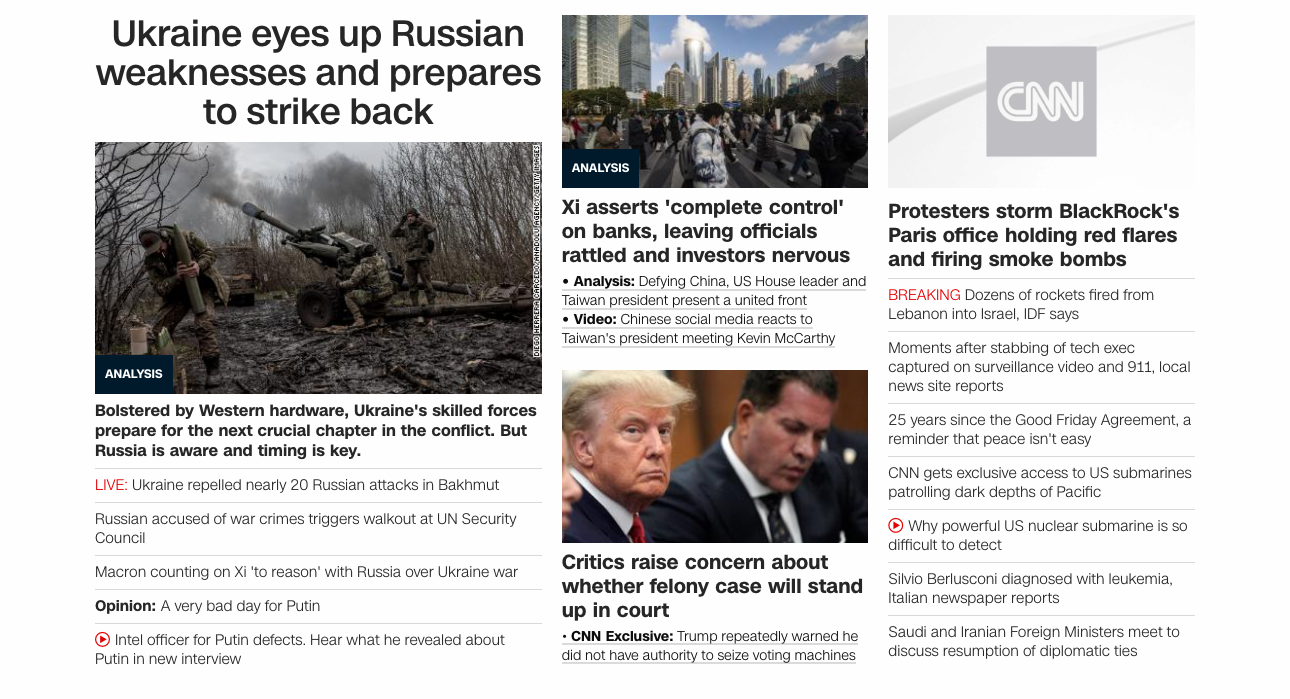 Ukraine eyes up Russian
weaknesses and prepares
to strike back
DIEGO HERRERA CARCEDO/ANADOLU AGENCY/GETTY IMAGES
ANALYSIS
Bolstered by Western hardware, Ukraine's skilled forces
prepare for the next crucial chapter in the conflict. But
Russia is aware and timing is key.
LIVE: Ukraine repelled nearly 20 Russian attacks in Bakhmut
Russian accused of war crimes triggers walkout at UN Security
Council
Macron counting on Xi 'to reason' with Russia over Ukraine war
Opinion: A very bad day for Putin
Intel officer for Putin defects. Hear what he revealed about
Putin in new interview
ANALYSIS
Xi asserts 'complete control'
on banks, leaving officials
rattled and investors nervous
• Analysis: Defying China, US House leader and
Taiwan president present a united front
• Video: Chinese social media reacts to
Taiwan's president meeting Kevin McCarthy
Critics raise concern about
whether felony case will stand
up in court
• CNN Exclusive: Trump repeatedly warned he
did not have authority to seize voting machines
CNN
Protesters storm BlackRock's
Paris office holding red flares
and firing smoke bombs
BREAKING Dozens of rockets fired from
Lebanon into Israel, IDF says
Moments after stabbing of tech exec
captured on surveillance video and 911, local
news site reports
25 years since the Good Friday Agreement, a
reminder that peace isn't easy
CNN gets exclusive access to US submarines
patrolling dark depths of Pacific
Why powerful US nuclear submarine is so
difficult to detect
Silvio Berlusconi diagnosed with leukemia,
Italian newspaper reports
Saudi and Iranian Foreign Ministers meet to
discuss resumption of diplomatic ties